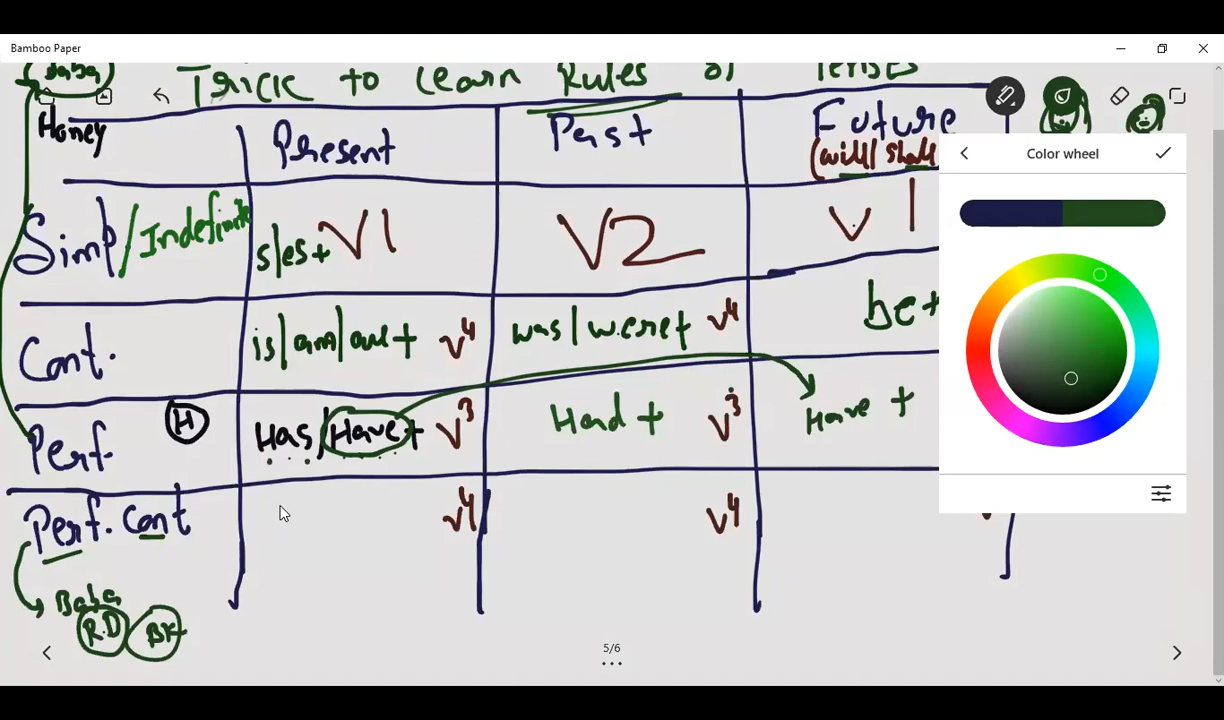 Bamboo Paper
(Baba)
Trick to Learn Rules of Tenses
Honey
Present Past Future
(will/shall
Simp/Indefinite s/es+ V1 V2 V1
Cont. is/am/are + V4 was/were+ V4 be+
Perf. H Has/Have+ V3 Had + V3 Have +
Perf. Cont V4 V4
Baba
R.D
5/6
Color wheel